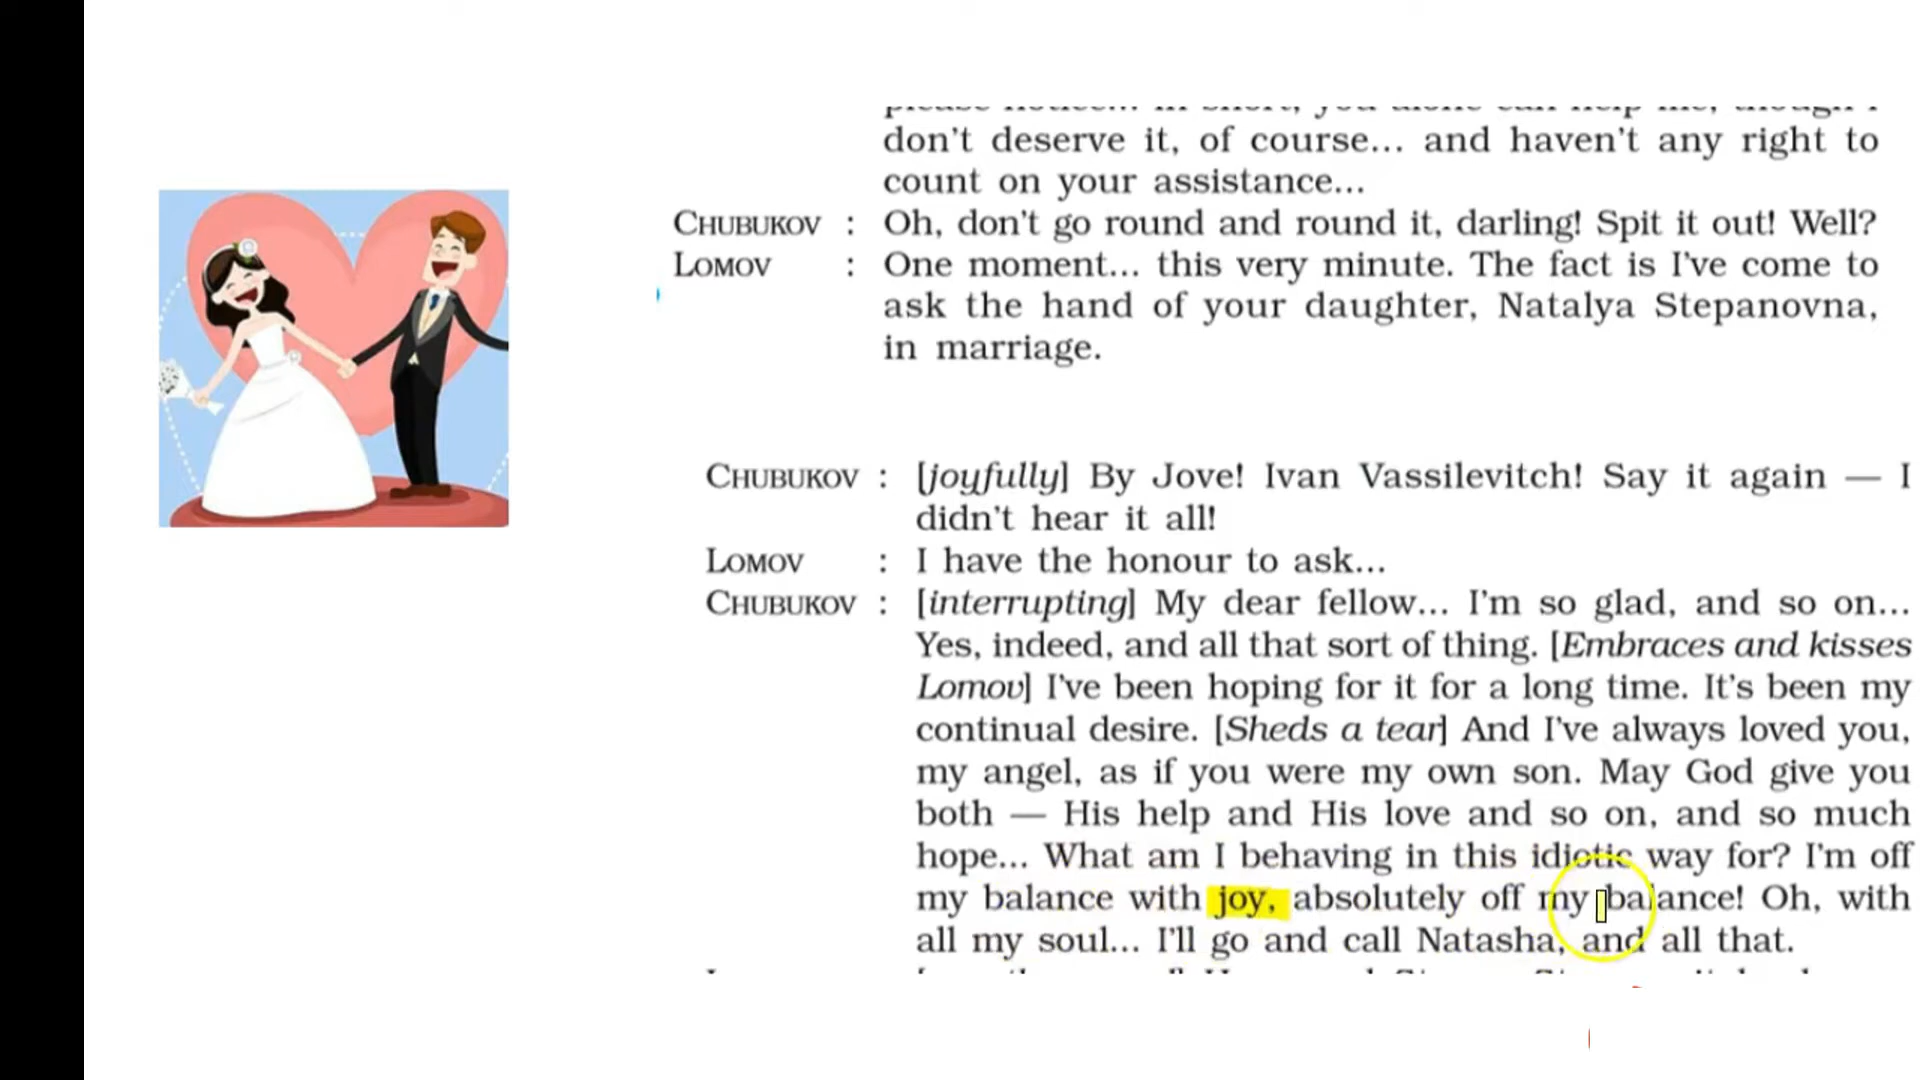 don't deserve it, of course... and haven't any right to
count on your assistance...
CHUBUKOV : Oh, don't go round and round it, darling! Spit it out! Well?
LOMOV : One moment... this very minute. The fact is I've come to
ask the hand of your daughter, Natalya Stepanovna,
in marriage.
CHUBUKOV : [joyfully] By Jove! Ivan Vassilevitch! Say it again — I
didn't hear it all!
LOMOV : I have the honour to ask...
CHUBUKOV : [interrupting] My dear fellow... I'm so glad, and so on...
Yes, indeed, and all that sort of thing. [Embraces and kisses
Lomov] I've been hoping for it for a long time. It's been my
continual desire. [Sheds a tear] And I've always loved you,
my angel, as if you were my own son. May God give you
both — His help and His love and so on, and so much
hope... What am I behaving in this idiotic way for? I'm off
my balance with joy, absolutely off my balance! Oh, with
all my soul... I'll go and call Natasha, and all that.